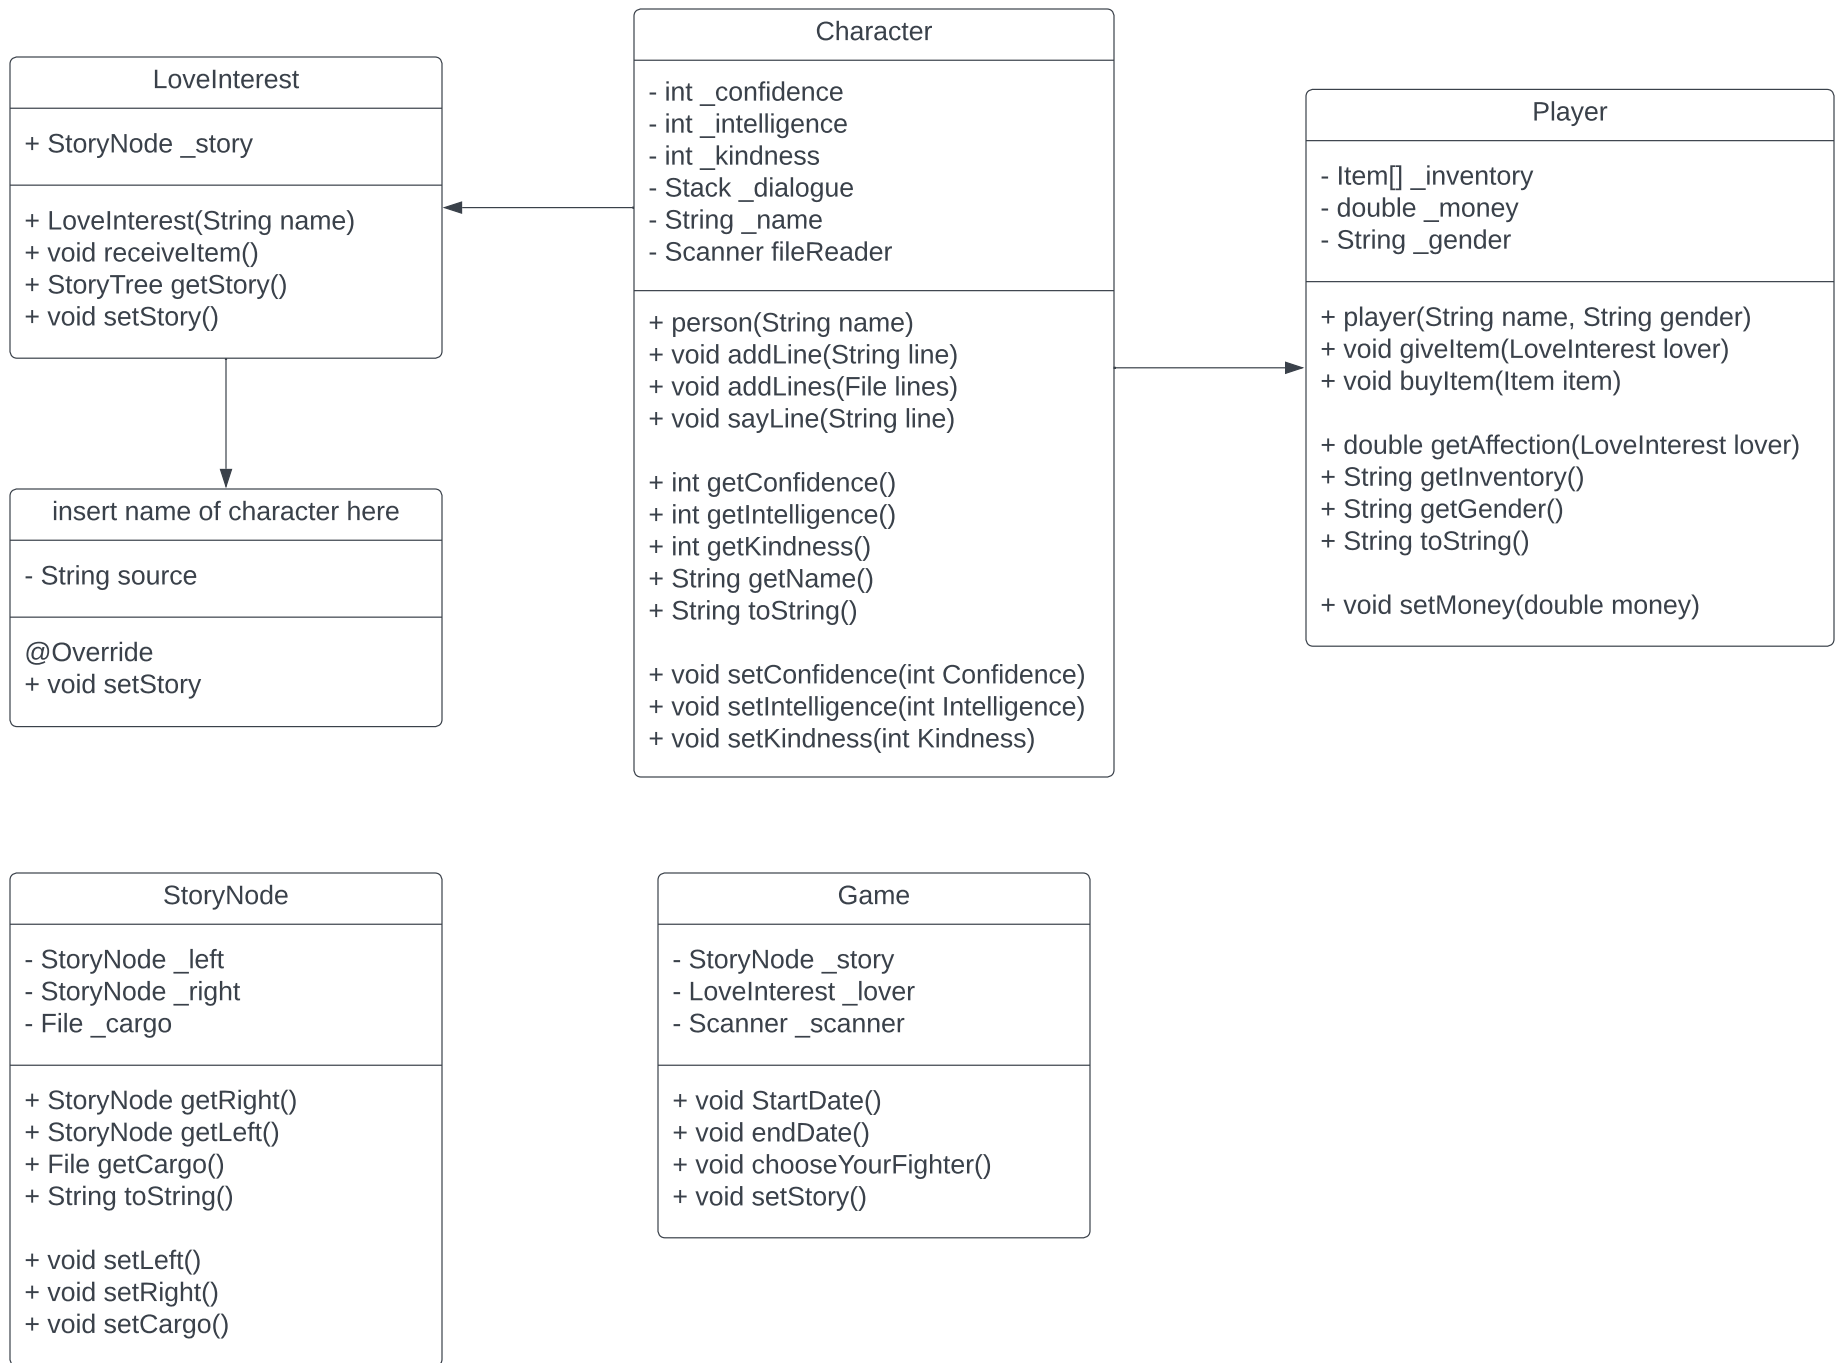 LoveInterest
+ StoryNode _story
+ LoveInterest(String name)
+ void receiveItem()
+ StoryTree getStory()
+ void setStory()
insert name of character here
- String source
@Override
+ void setStory
Character
- int _confidence
- int _intelligence
- int _kindness
- Stack _dialogue
- String _name
- Scanner fileReader
+ person(String name)
+ void addLine(String line)
+ void addLines(File lines)
+ void sayLine(String line)
+ int getConfidence()
+ int getIntelligence()
+ int getKindness()
+ String getName()
+ String toString()
+ void setConfidence(int Confidence)
+ void setIntelligence(int Intelligence)
+ void setKindness(int Kindness)
Player
- Item[] _inventory
- double _money
- String _gender
+ player(String name, String gender)
+ void giveItem(LoveInterest lover)
+ void buyItem(Item item)
+ double getAffection(LoveInterest lover)
+ String getInventory()
+ String getGender()
+ String toString()
+ void setMoney(double money)
StoryNode
- StoryNode _left
- StoryNode _right
- File _cargo
+ StoryNode getRight()
+ StoryNode getLeft()
+ File getCargo()
+ String toString()
+ void setLeft()
+ void setRight()
+ void setCargo()
Game
- StoryNode _story
- LoveInterest _lover
- Scanner _scanner
+ void StartDate()
+ void endDate()
+ void chooseYourFighter()
+ void setStory()